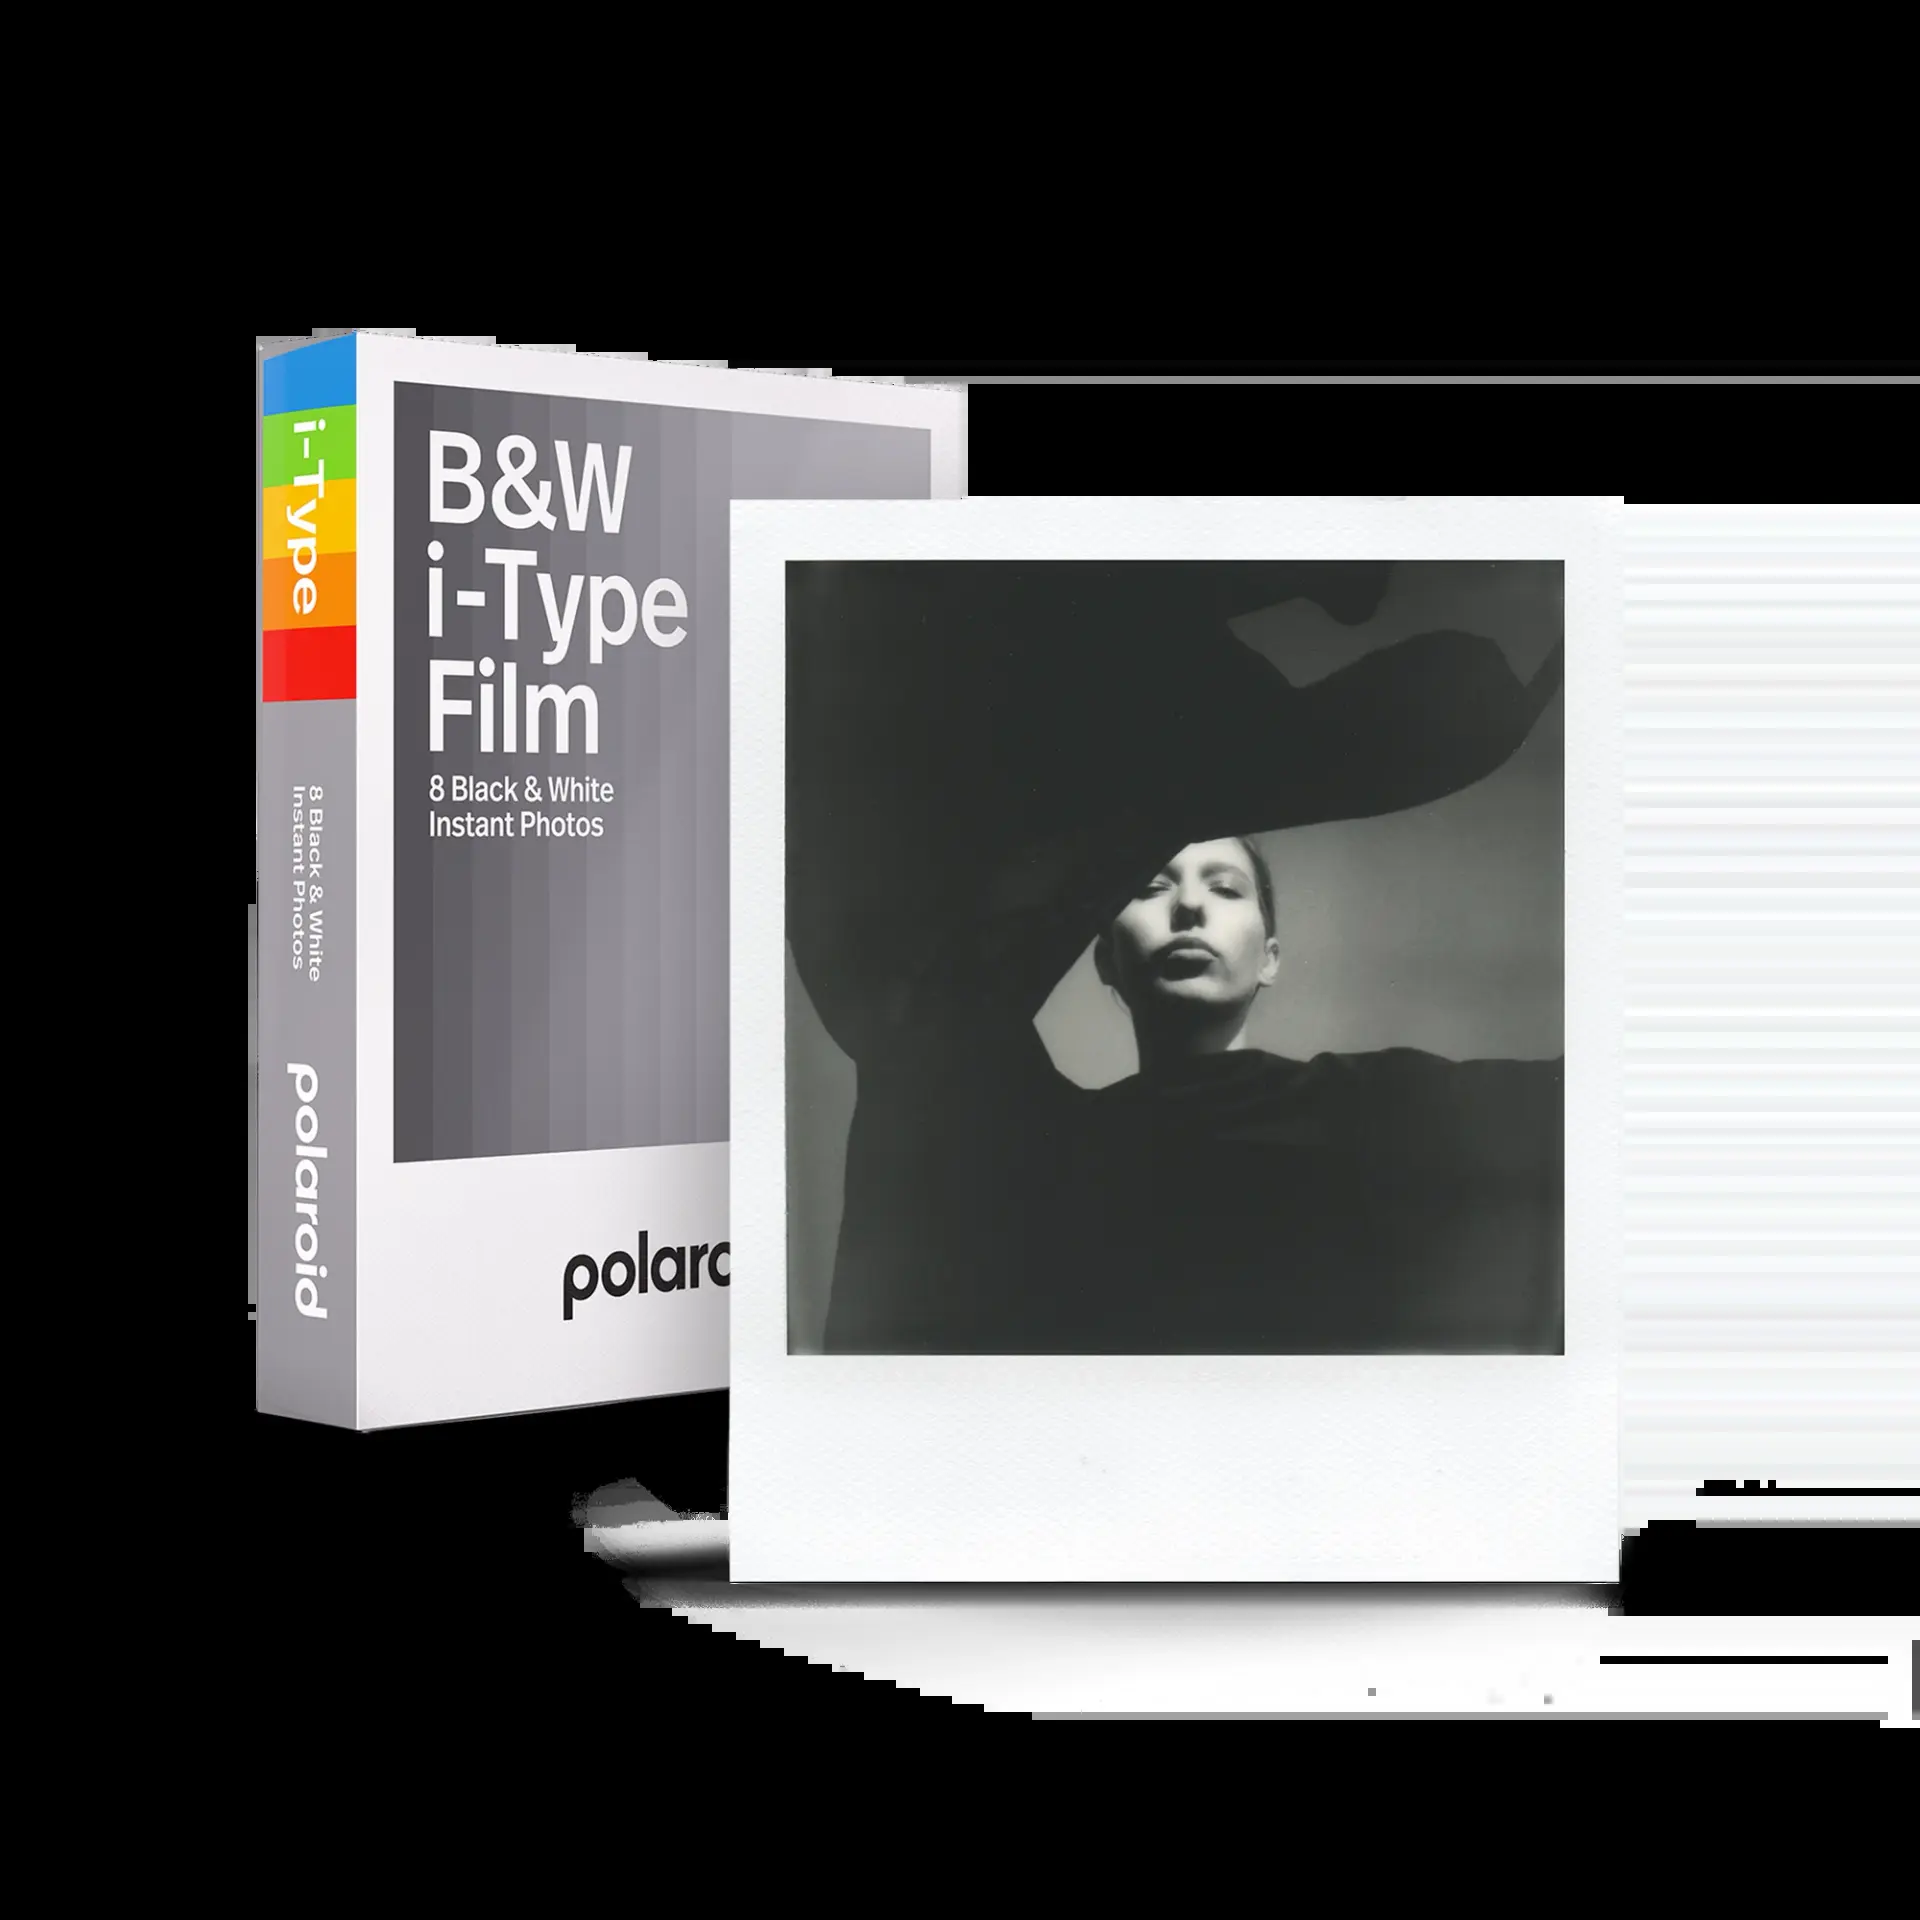 B&W
i-Type
Film
8 Black & White
Instant Photos
i-Type
8 Black & White
Instant Photos
polaroid
polaro